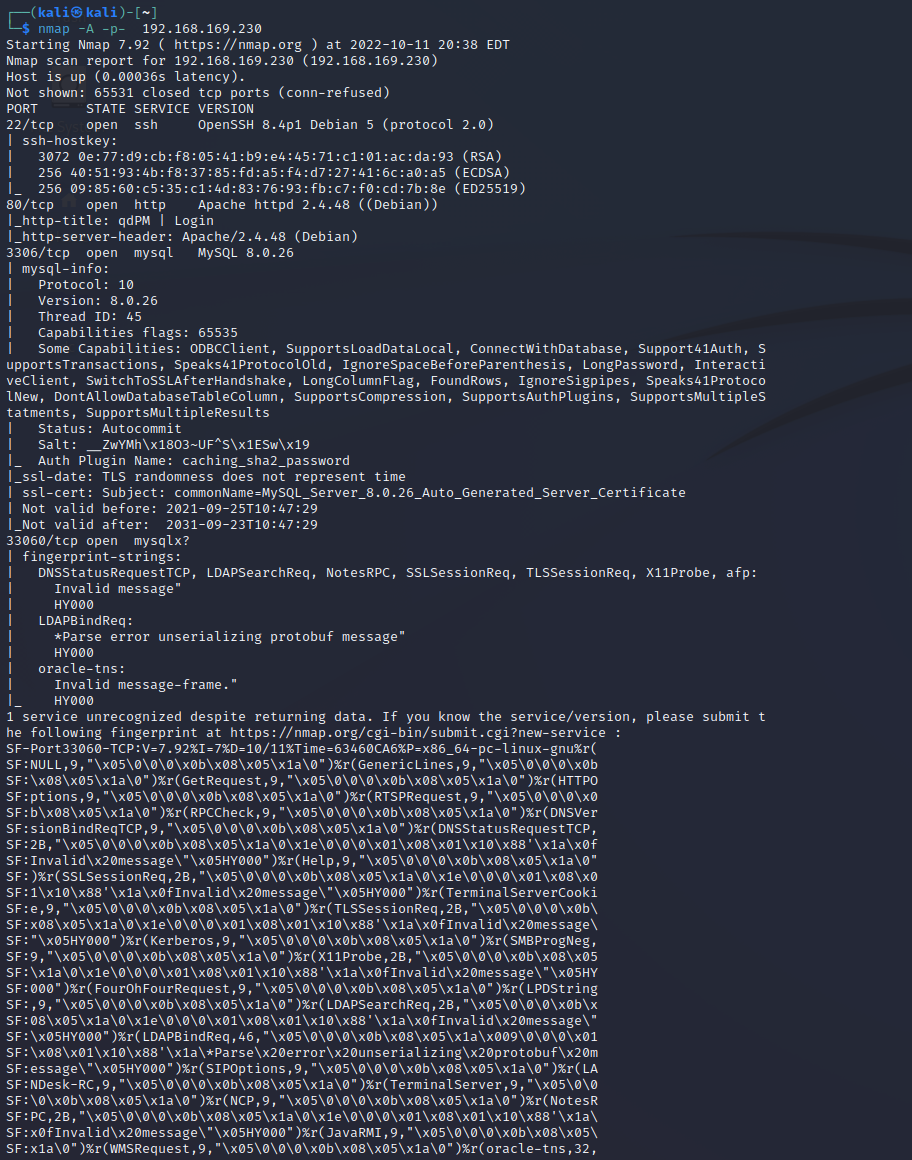 ┌──(kali㉿kali)-[~]
└─$ nmap -A -p-  192.168.169.230
Starting Nmap 7.92 ( https://nmap.org ) at 2022-10-11 20:38 EDT
Nmap scan report for 192.168.169.230 (192.168.169.230)
Host is up (0.00036s latency).
Not shown: 65531 closed tcp ports (conn-refused)
PORT      STATE SERVICE VERSION
22/tcp    open  ssh     OpenSSH 8.4p1 Debian 5 (protocol 2.0)
| ssh-hostkey:
|   3072 0e:77:d9:cb:f8:05:41:b9:e4:45:71:c1:01:ac:da:93 (RSA)
|   256 40:51:93:4b:f8:37:85:fd:a5:f4:d7:27:41:6c:a0:a5 (ECDSA)
|_  256 09:85:60:c5:35:c1:4d:83:76:93:fb:c7:f0:cd:7b:8e (ED25519)
80/tcp    open  http    Apache httpd 2.4.48 ((Debian))
|_http-title: qdPM | Login
|_http-server-header: Apache/2.4.48 (Debian)
3306/tcp  open  mysql   MySQL 8.0.26
| mysql-info:
|   Protocol: 10
|   Version: 8.0.26
|   Thread ID: 45
|   Capabilities flags: 65535
|   Some Capabilities: ODBCClient, SupportsLoadDataLocal, ConnectWithDatabase, Support41Auth, S
upportsTransactions, Speaks41ProtocolOld, IgnoreSpaceBeforeParenthesis, LongPassword, Interacti
veClient, SwitchToSSLAfterHandshake, LongColumnFlag, FoundRows, IgnoreSigpipes, Speaks41Protoco
lNew, DontAllowDatabaseTableColumn, SupportsCompression, SupportsAuthPlugins, SupportsMultipleS
tatments, SupportsMultipleResults
|   Status: Autocommit
|   Salt: __ZwYMh\x18O3~UF^S\x1ESw\x19
|_  Auth Plugin Name: caching_sha2_password
|_ssl-date: TLS randomness does not represent time
| ssl-cert: Subject: commonName=MySQL_Server_8.0.26_Auto_Generated_Server_Certificate
| Not valid before: 2021-09-25T10:47:29
|_Not valid after:  2031-09-23T10:47:29
33060/tcp open  mysqlx?
| fingerprint-strings:
|   DNSStatusRequestTCP, LDAPSearchReq, NotesRPC, SSLSessionReq, TLSSessionReq, X11Probe, afp:
|     Invalid message"
|     HY000
|   LDAPBindReq:
|     *Parse error unserializing protobuf message"
|     HY000
|   oracle-tns:
|     Invalid message-frame."
|_    HY000
1 service unrecognized despite returning data. If you know the service/version, please submit t
he following fingerprint at https://nmap.org/cgi-bin/submit.cgi?new-service :
SF-Port33060-TCP:V=7.92%I=7%D=10/11%Time=63460CA6%P=x86_64-pc-linux-gnu%r(
SF:NULL,9,"\x05\0\0\0\x0b\x08\x05\x1a\0")%r(GenericLines,9,"\x05\0\0\0\x0b
SF:\x08\x05\x1a\0")%r(GetRequest,9,"\x05\0\0\0\x0b\x08\x05\x1a\0")%r(HTTPO
SF:ptions,9,"\x05\0\0\0\x0b\x08\x05\x1a\0")%r(RTSPRequest,9,"\x05\0\0\0\x0
SF:b\x08\x05\x1a\0")%r(RPCCheck,9,"\x05\0\0\0\x0b\x08\x05\x1a\0")%r(DNSVer
SF:sionBindReqTCP,9,"\x05\0\0\0\x0b\x08\x05\x1a\0")%r(DNSStatusRequestTCP,
SF:2B,"\x05\0\0\0\x0b\x08\x05\x1a\0\x1e\0\0\0\x01\x08\x01\x10\x88'\x1a\x0f
SF:Invalid\x20message\"\x05HY000")%r(Help,9,"\x05\0\0\0\x0b\x08\x05\x1a\0"
SF:)%r(SSLSessionReq,2B,"\x05\0\0\0\x0b\x08\x05\x1a\0\x1e\0\0\0\x01\x08\x0
SF:1\x10\x88'\x1a\x0fInvalid\x20message\"\x05HY000")%r(TerminalServerCooki
SF:e,9,"\x05\0\0\0\x0b\x08\x05\x1a\0")%r(TLSSessionReq,2B,"\x05\0\0\0\x0b\
SF:x08\x05\x1a\0\x1e\0\0\0\x01\x08\x01\x10\x88'\x1a\x0fInvalid\x20message\
SF:"\x05HY000")%r(Kerberos,9,"\x05\0\0\0\x0b\x08\x05\x1a\0")%r(SMBProgNeg,
SF:9,"\x05\0\0\0\x0b\x08\x05\x1a\0")%r(X11Probe,2B,"\x05\0\0\0\x0b\x08\x05
SF:\x1a\0\x1e\0\0\0\x01\x08\x01\x10\x88'\x1a\x0fInvalid\x20message\"\x05HY
SF:000")%r(FourOhFourRequest,9,"\x05\0\0\0\x0b\x08\x05\x1a\0")%r(LPDString
SF:,9,"\x05\0\0\0\x0b\x08\x05\x1a\0")%r(LDAPSearchReq,2B,"\x05\0\0\0\x0b\x
SF:08\x05\x1a\0\x1e\0\0\0\x01\x08\x01\x10\x88'\x1a\x0fInvalid\x20message\"
SF:\x05HY000")%r(LDAPBindReq,46,"\x05\0\0\0\x0b\x08\x05\x1a\x009\0\0\0\x01
SF:\x08\x01\x10\x88'\x1a\*Parse\x20error\x20unserializing\x20protobuf\x20m
SF:essage\"\x05HY000")%r(SIPOptions,9,"\x05\0\0\0\x0b\x08\x05\x1a\0")%r(LA
SF:NDesk-RC,9,"\x05\0\0\0\x0b\x08\x05\x1a\0")%r(TerminalServer,9,"\x05\0\0
SF:\0\x0b\x08\x05\x1a\0")%r(NCP,9,"\x05\0\0\0\x0b\x08\x05\x1a\0")%r(NotesR
SF:PC,2B,"\x05\0\0\0\x0b\x08\x05\x1a\0\x1e\0\0\0\x01\x08\x01\x10\x88'\x1a\
SF:x0fInvalid\x20message\"\x05HY000")%r(JavaRMI,9,"\x05\0\0\0\x0b\x08\x05\
SF:x1a\0")%r(WMSRequest,9,"\x05\0\0\0\x0b\x08\x05\x1a\0")%r(oracle-tns,32,